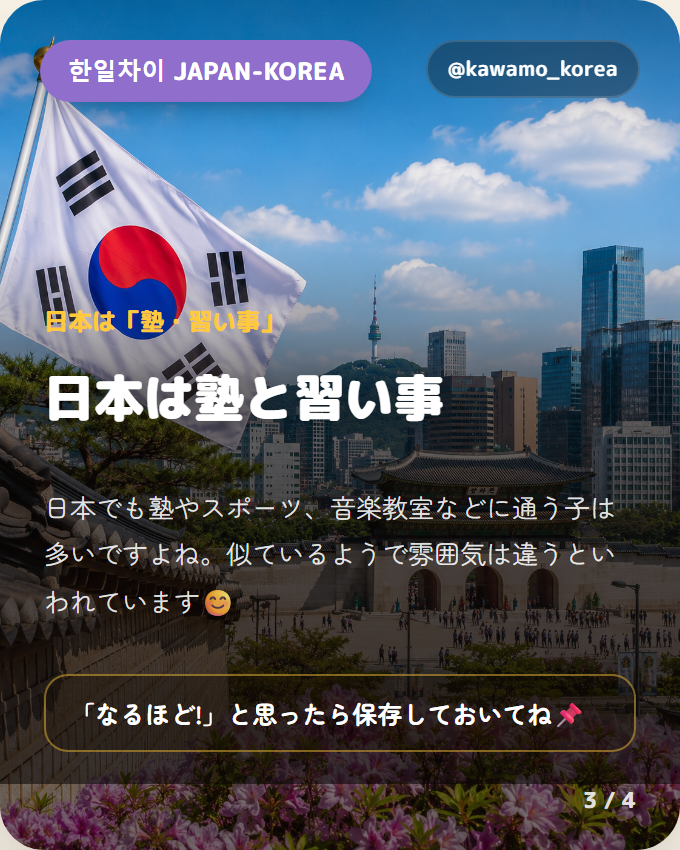 한일차이 JAPAN-KOREA
@kawamo_korea
日本は「塾・習い事」
日本は塾と習い事
日本でも塾やスポーツ、音楽教室などに通う子は
多いですよね。似ているようで雰囲気は違うとい
われています😊
「なるほど!」と思ったら保存しておいてね📌
3 / 4